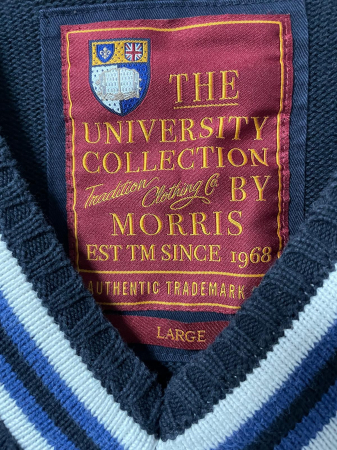 THE
UNIVERSITY
COLLECTION
Tradition Clothing Co. BY
MORRIS
EST TM SINCE 1968
AUTHENTIC TRADEMARK
LARGE